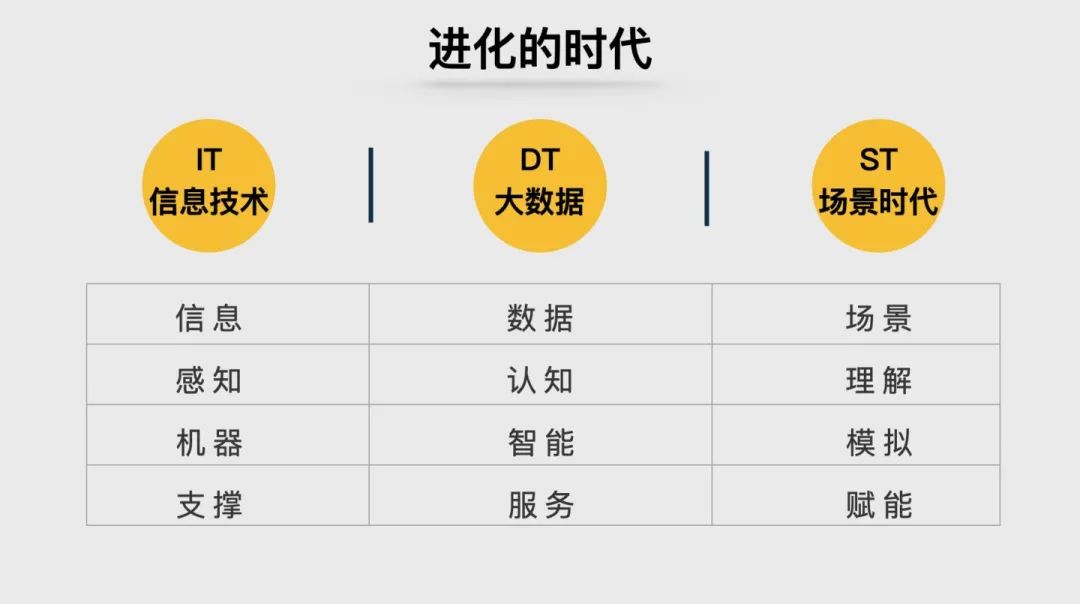 进化的时代
IT
信息技术
DT
大数据
ST
场景时代
信息 数据 场景
感知 认知 理解
机器 智能 模拟
支撑 服务 赋能